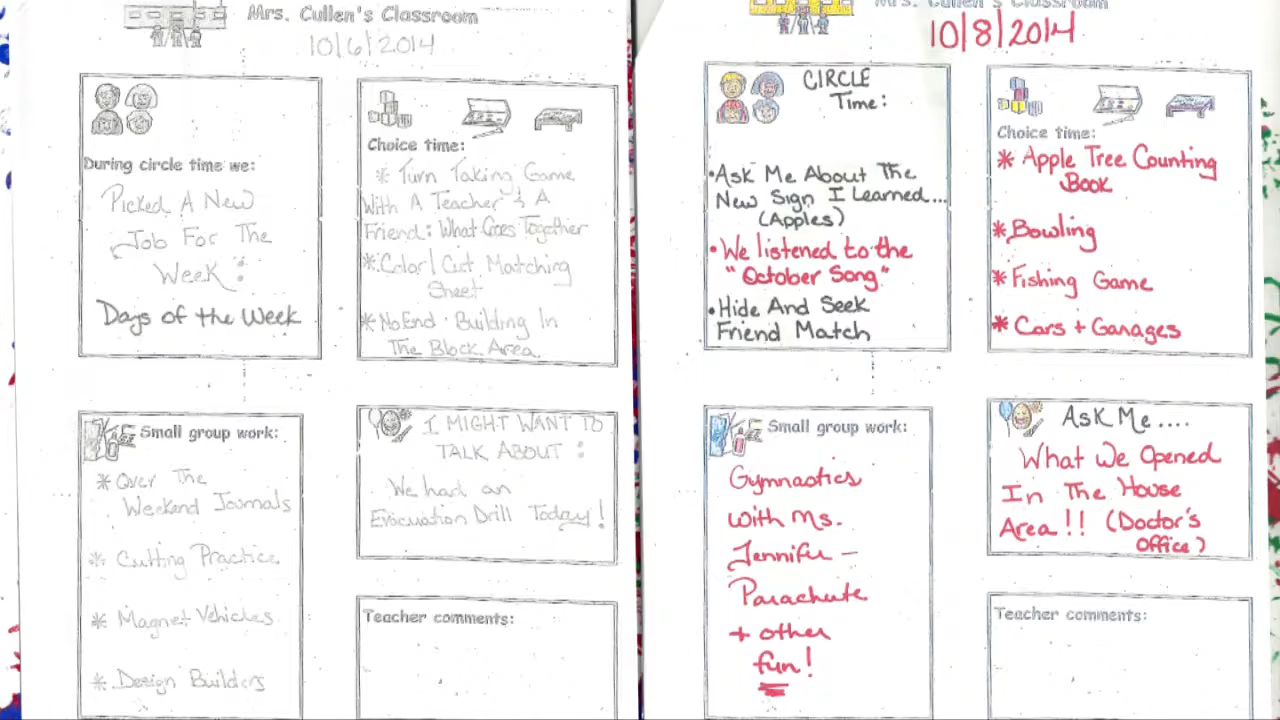 Mrs. Cullen's Classroom
10/6/2014
During circle time we:
Picked A New
Job For The
Week:
Days of the Week
Choice time:
* Turn Taking Game
With A Teacher & A
Friend: What Goes Together
* Color/Cut Matching
Sheet
* No End · Building In
The Block Area
Small group work:
* Over The
Weekend Journals
* Cutting Practice
* Magnet Vehicles
* Design Builders
I MIGHT WANT TO
TALK ABOUT:
We had an
Evacuation Drill Today!
Teacher comments:
Mrs. Cullen's Classroom
10/8/2014
CIRCLE
Time:
•Ask Me About The
New Sign I Learned...
(Apples)
•We listened to the
"October Song"
•Hide And Seek
Friend Match
Choice time:
* Apple Tree Counting
Book
* Bowling
* Fishing Game
* Cars + Garages
Small group work:
Gymnastics
with Ms.
Jennifer –
Parachute
+ other
fun!
Ask Me....
What We Opened
In The House
Area!! (Doctor's
Office)
Teacher comments: